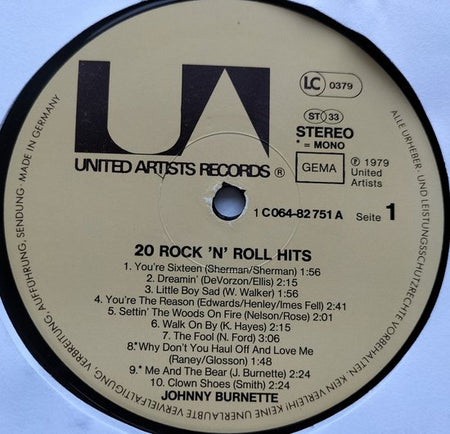 UA
UNITED ARTISTS RECORDS ®
LC 0379
ST 33
STEREO
* = MONO
GEMA
Ⓟ 1979
United
Artists
1 C 064-82 751 A
Seite 1
20 ROCK 'N' ROLL HITS
1. You're Sixteen (Sherman/Sherman) 1:56
2. Dreamin' (DeVorzon/Ellis) 2:15
3. Little Boy Sad (W. Walker) 1:56
4. You're The Reason (Edwards/Henley/Imes Fell) 2:41
5. Settin' The Woods On Fire (Nelson/Rose) 2:01
6. Walk On By (K. Hayes) 2:15
7. The Fool (N. Ford) 3:05
8.* Why Don't You Haul Off And Love Me
(Raney/Glosson) 1:48
9.* Me And The Bear (J. Burnette) 2:24
10. Clown Shoes (Smith) 2:24
JOHNNY BURNETTE
ALLE URHEBER- UND LEISTUNGSSCHUTZRECHTE VORBEHALTEN. KEIN VERLEIH! KEINE UNERLAUBTE VERVIELFÄLTIGUNG, VERBREITUNG, AUFFÜHRUNG, SENDUNG · MADE IN GERMANY